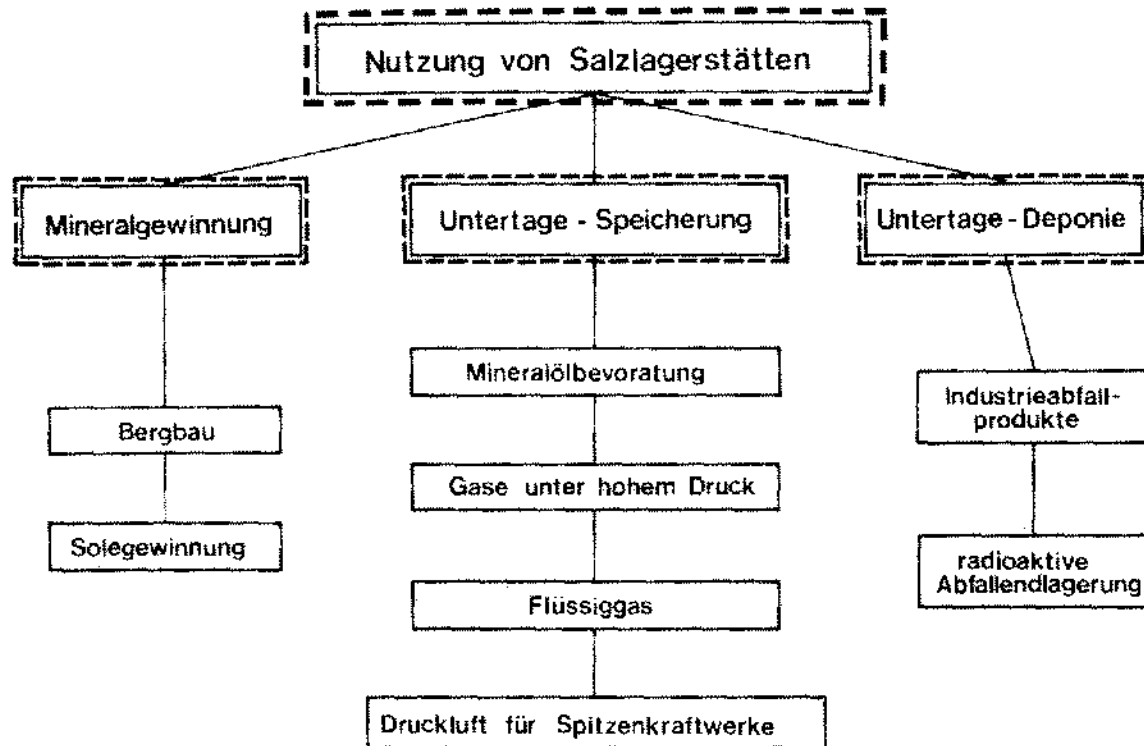 Nutzung von Salzlagerstätten
Mineralgewinnung
Untertage - Speicherung
Untertage - Deponie
Bergbau
Solegewinnung
Mineralölbevoratung
Gase unter hohem Druck
Flüssiggas
Druckluft für Spitzenkraftwerke
Industrieabfall-
produkte
radioaktive
Abfallendlagerung